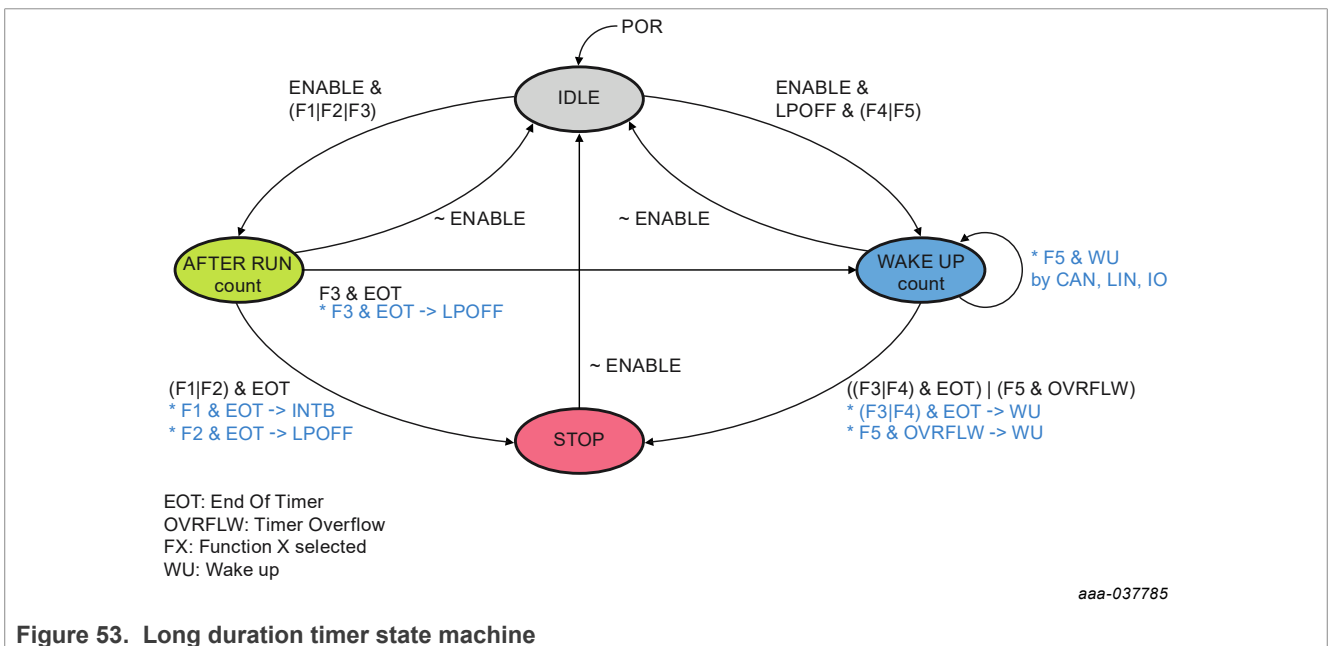 POR
IDLE
ENABLE &
(F1|F2|F3)
ENABLE &
LPOFF & (F4|F5)
~ ENABLE
~ ENABLE
AFTER RUN
count
WAKE UP
count
* F5 & WU
by CAN, LIN, IO
F3 & EOT
* F3 & EOT -> LPOFF
~ ENABLE
(F1|F2) & EOT
* F1 & EOT -> INTB
* F2 & EOT -> LPOFF
((F3|F4) & EOT) | (F5 & OVRFLW)
* (F3|F4) & EOT -> WU
* F5 & OVRFLW -> WU
STOP
EOT: End Of Timer
OVRFLW: Timer Overflow
FX: Function X selected
WU: Wake up
aaa-037785
Figure 53. Long duration timer state machine